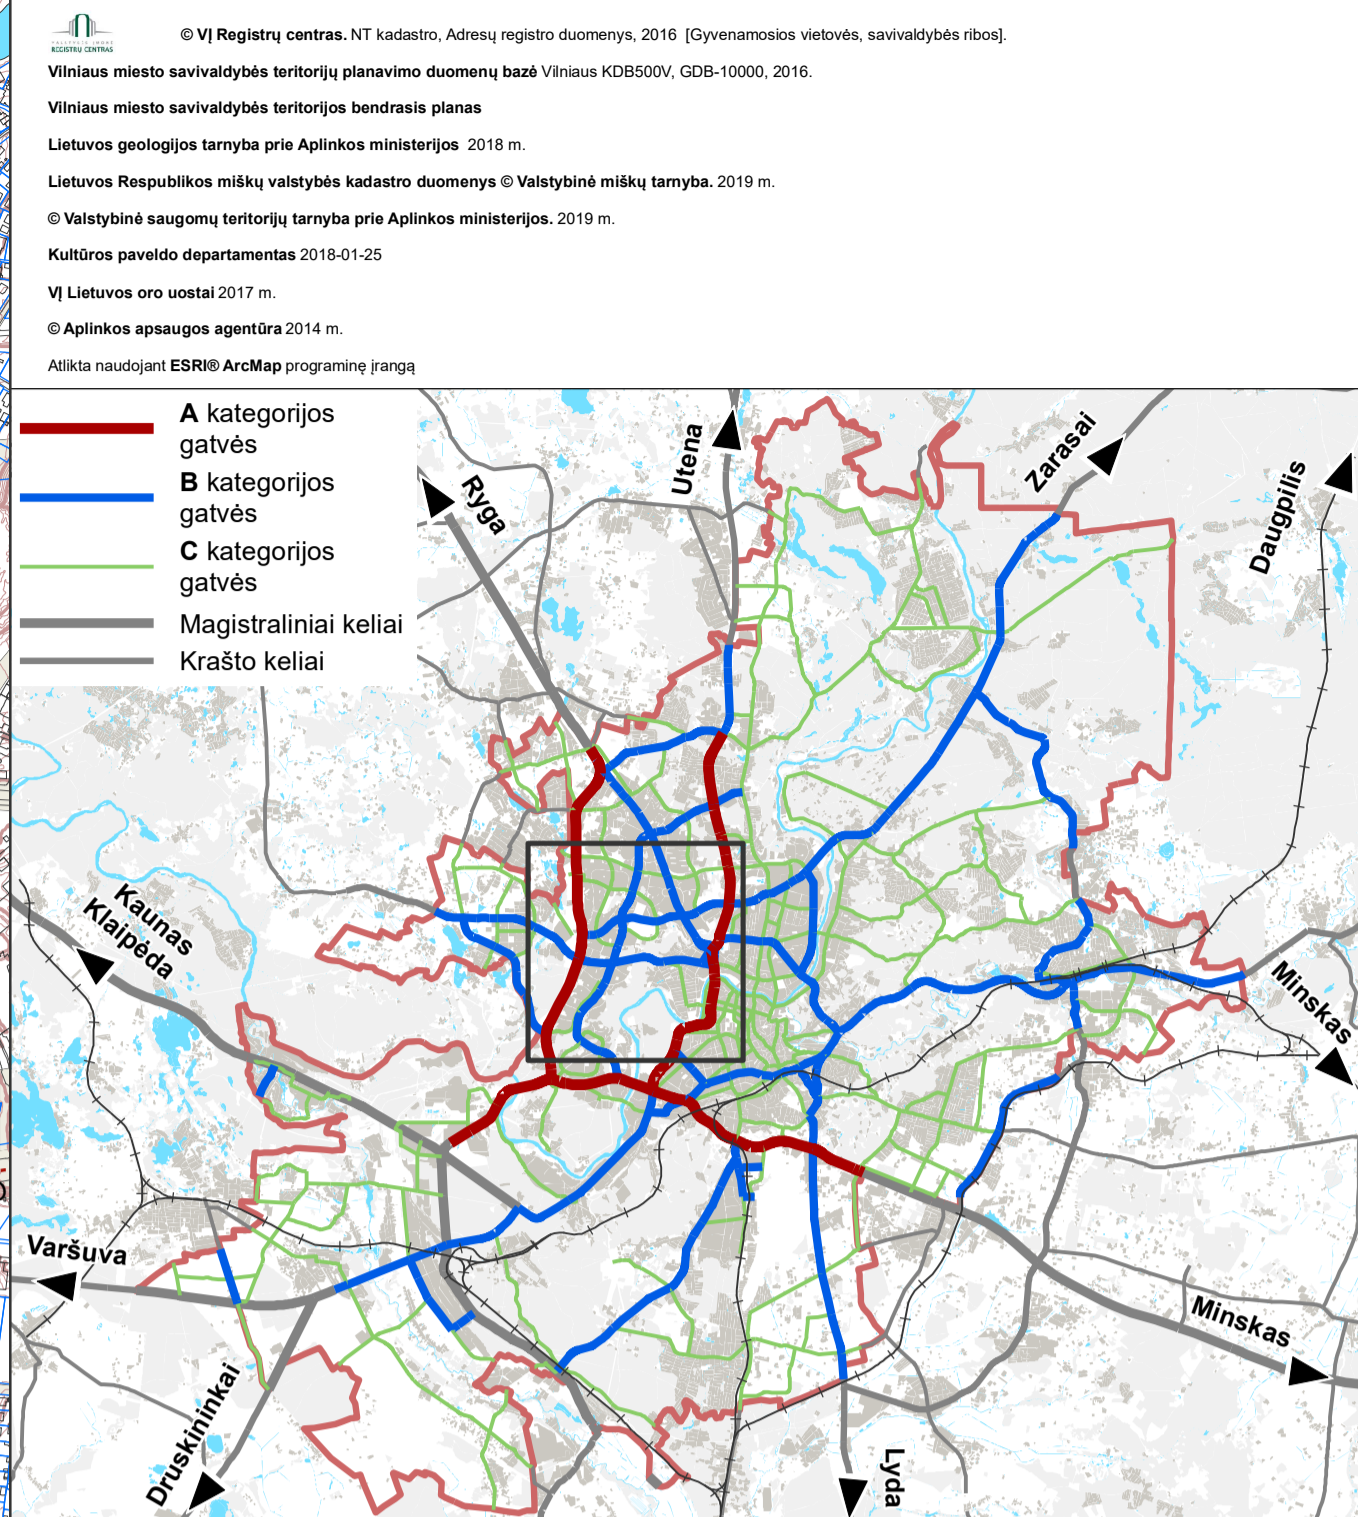 VALSTYBĖS ĮMONĖ
REGISTRŲ CENTRAS
© VĮ Registrų centras. NT kadastro, Adresų registro duomenys, 2016 [Gyvenamosios vietovės, savivaldybės ribos].
Vilniaus miesto savivaldybės teritorijų planavimo duomenų bazė Vilniaus KDB500V, GDB-10000, 2016.
Vilniaus miesto savivaldybės teritorijos bendrasis planas
Lietuvos geologijos tarnyba prie Aplinkos ministerijos 2018 m.
Lietuvos Respublikos miškų valstybės kadastro duomenys © Valstybinė miškų tarnyba. 2019 m.
© Valstybinė saugomų teritorijų tarnyba prie Aplinkos ministerijos. 2019 m.
Kultūros paveldo departamentas 2018-01-25
VĮ Lietuvos oro uostai 2017 m.
© Aplinkos apsaugos agentūra 2014 m.
Atlikta naudojant ESRI® ArcMap programinę įrangą
A kategorijos
gatvės
B kategorijos
gatvės
C kategorijos
gatvės
Magistraliniai keliai
Krašto keliai
Ryga
Utena
Zarasai
Daugpilis
Kaunas
Klaipėda
Minskas
Varšuva
Minskas
Druskininkai
Lyda